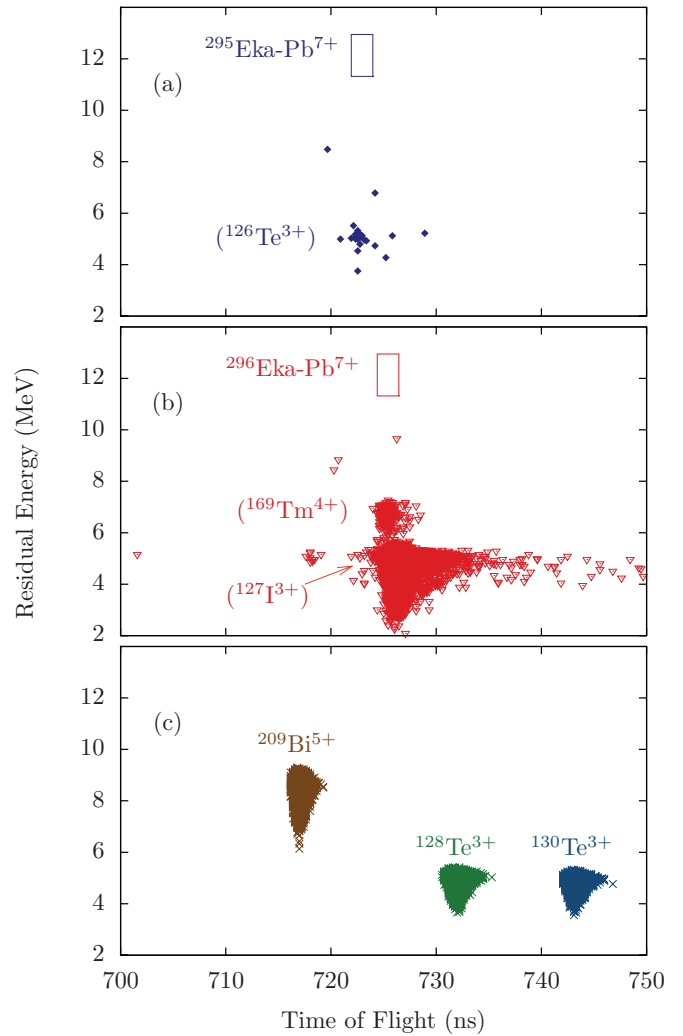 ²⁹⁵Eka-Pb⁷⁺
12
(a)
10
8
6
(¹²⁶Te³⁺)
4
2
²⁹⁶Eka-Pb⁷⁺
12
(b)
10
8
(¹⁶⁹Tm⁴⁺)
6
4
(¹²⁷I³⁺)
2
Residual Energy (MeV)
12
(c)
²⁰⁹Bi⁵⁺
10
8
¹²⁸Te³⁺ ¹³⁰Te³⁺
6
4
2
700 710 720 730 740 750
Time of Flight (ns)